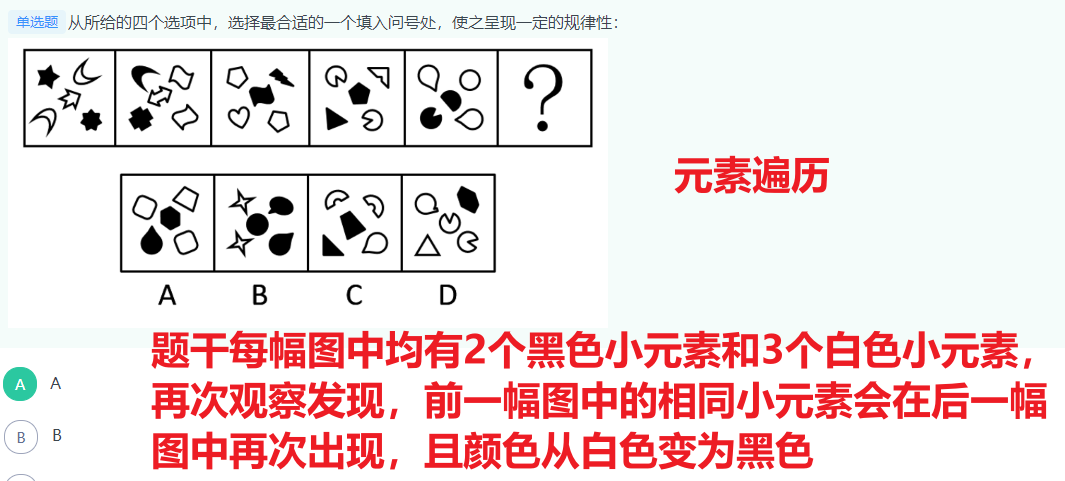 单选题 从所给的四个选项中，选择最合适的一个填入问号处，使之呈现一定的规律性：
?
元素遍历
A B C D
题干每幅图中均有2个黑色小元素和3个白色小元素，
再次观察发现，前一幅图中的相同小元素会在后一幅
图中再次出现，且颜色从白色变为黑色
A A
B B